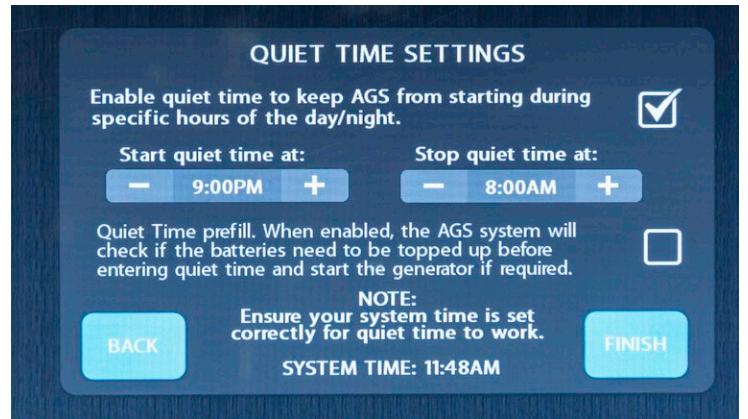 QUIET TIME SETTINGS
Enable quiet time to keep AGS from starting during
specific hours of the day/night.
Start quiet time at:
Stop quiet time at:
− 9:00PM +
− 8:00AM +
Quiet Time prefill. When enabled, the AGS system will
check if the batteries need to be topped up before
entering quiet time and start the generator if required.
NOTE:
Ensure your system time is set
correctly for quiet time to work.
BACK
FINISH
SYSTEM TIME: 11:48AM